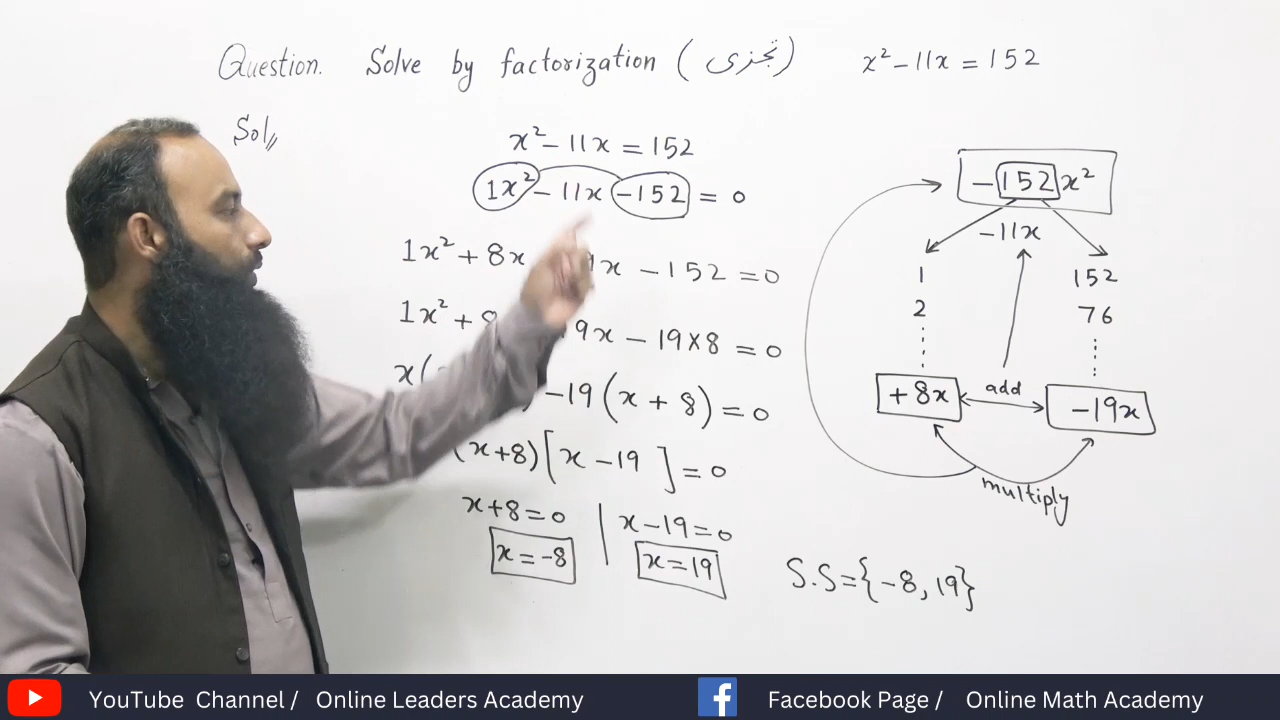 Question. Solve by factorization (تجزی) x² - 11x = 152
Sol,,
x² - 11x = 152
1x² - 11x - 152 = 0
1x² + 8x 9x - 152 = 0
1x² + 9x - 19×8 = 0
x( - 19(x + 8) = 0
(x+8)[x - 19] = 0
x+8=0 | x-19=0
x = -8 x = 19
-152x²
-11x
1 152
2 76
+8x add -19x
multiply
S.S={-8, 19}
YouTube Channel / Online Leaders Academy
Facebook Page / Online Math Academy